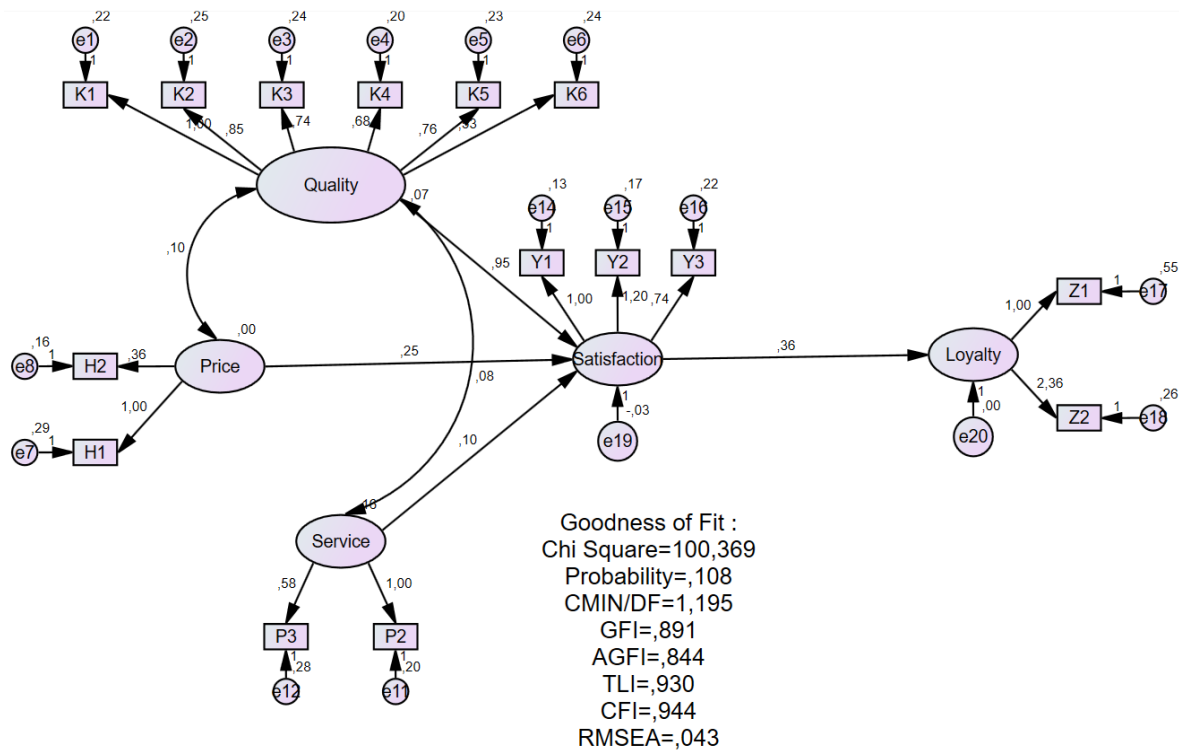 ,22 ,25 ,24 ,20 ,23 ,24
e1 e2 e3 e4 e5 e6
1 1 1 1 1 1
K1 K2 K3 K4 K5 K6
1,00 ,85 ,74 ,68 ,76
Quality
,07
,13 ,17 ,22
e14 e15 e16
1 1 1
Y1 Y2 Y3
,10
,95
1,00 1,20 ,74
,55
Z1 1 e17
1,00
,00
,16
e8 1 H2 ,36 Price
,25
Satisfaction
,36
Loyalty
,08
1,00
2,36
,29
e7 1 H1
1
-,03
e19
1
,00
e20
,26
Z2 1 e18
,10
Service
,58 1,00
P3 P2
1 1
,28 ,20
e12 e11
Goodness of Fit :
Chi Square=100,369
Probability=,108
CMIN/DF=1,195
GFI=,891
AGFI=,844
TLI=,930
CFI=,944
RMSEA=,043